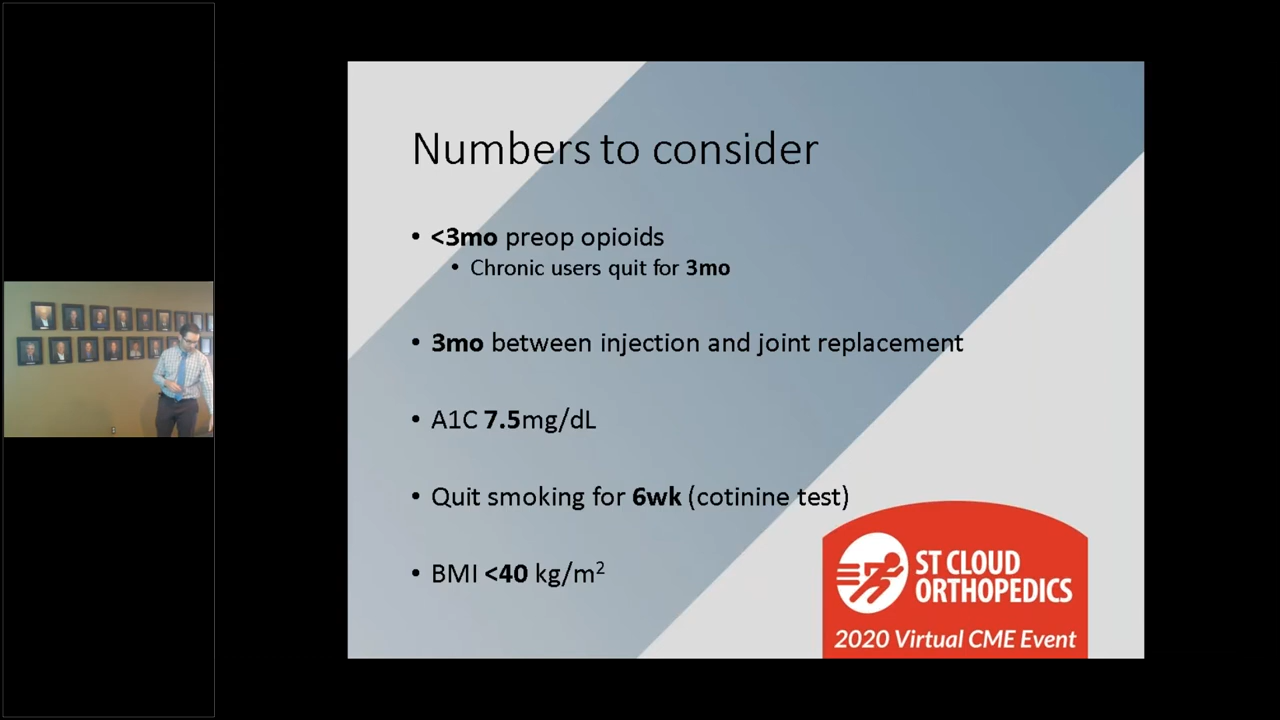 Numbers to consider
• <3mo preop opioids
• Chronic users quit for 3mo
• 3mo between injection and joint replacement
• A1C 7.5mg/dL
• Quit smoking for 6wk (cotinine test)
• BMI <40 kg/m²
ST CLOUD
ORTHOPEDICS
2020 Virtual CME Event